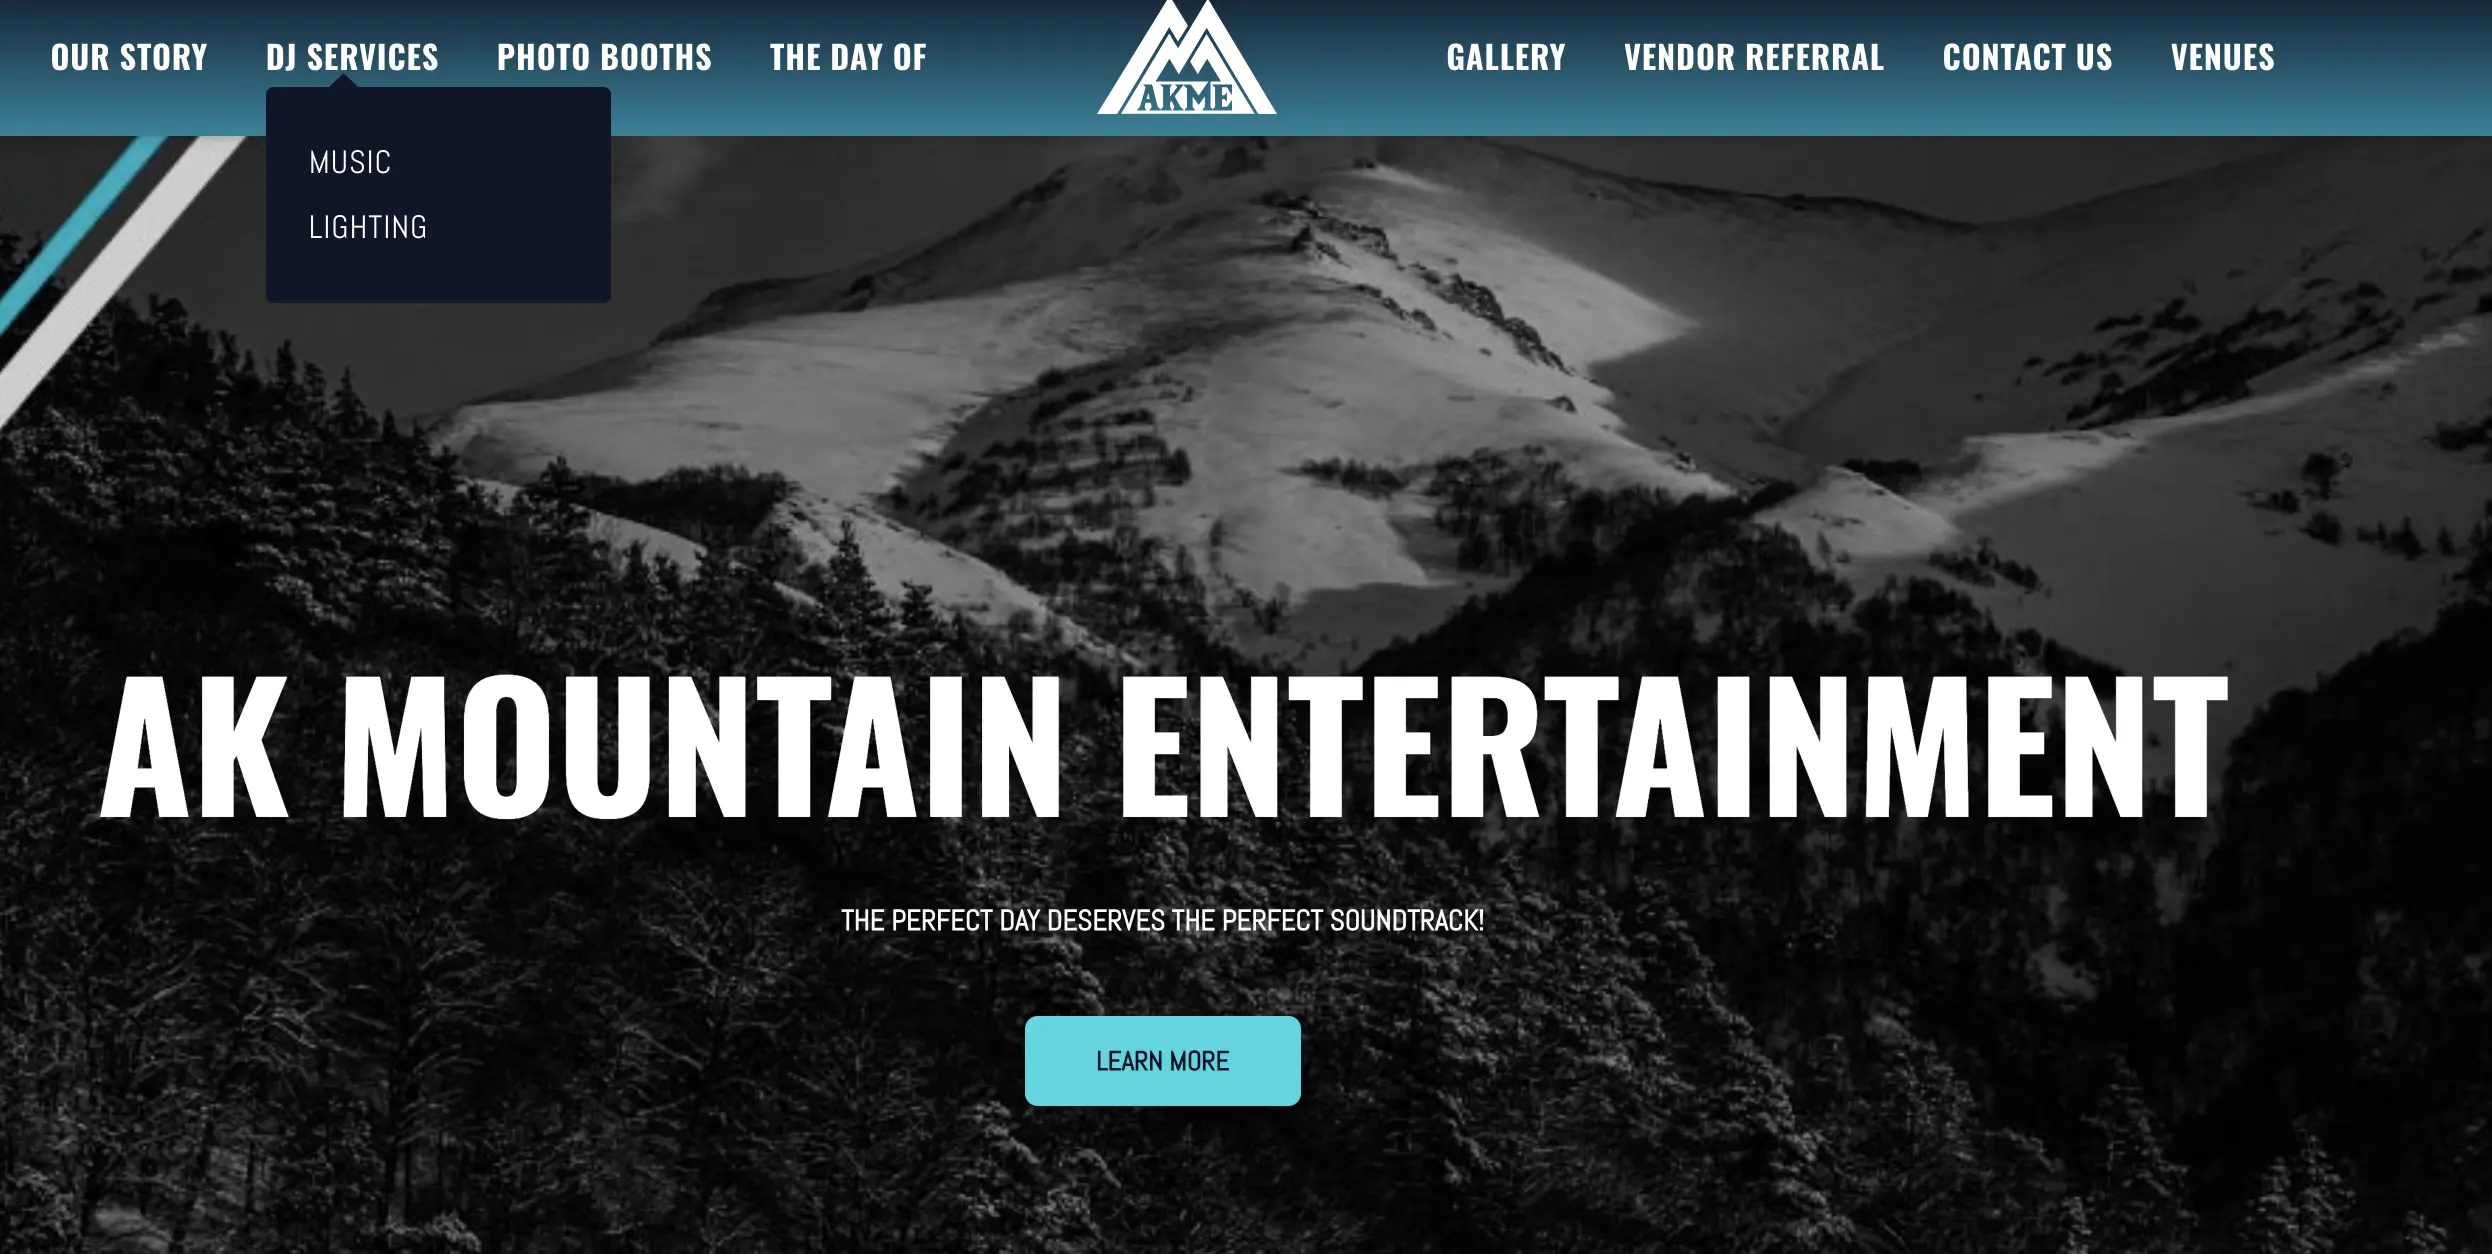 OUR STORY
DJ SERVICES
PHOTO BOOTHS
THE DAY OF
AKME
GALLERY
VENDOR REFERRAL
CONTACT US
VENUES
MUSIC
LIGHTING
AK MOUNTAIN ENTERTAINMENT
THE PERFECT DAY DESERVES THE PERFECT SOUNDTRACK!
LEARN MORE